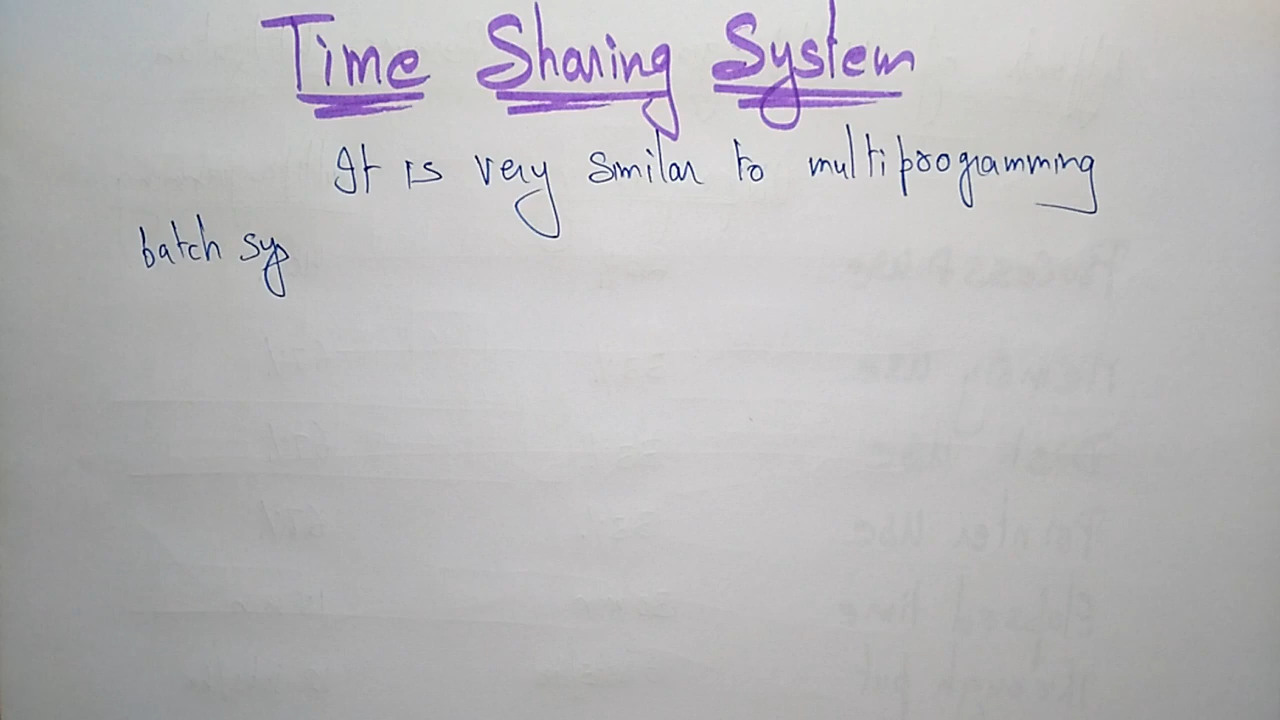 Time Sharing System
It is very similar to multiprogramming
batch sy